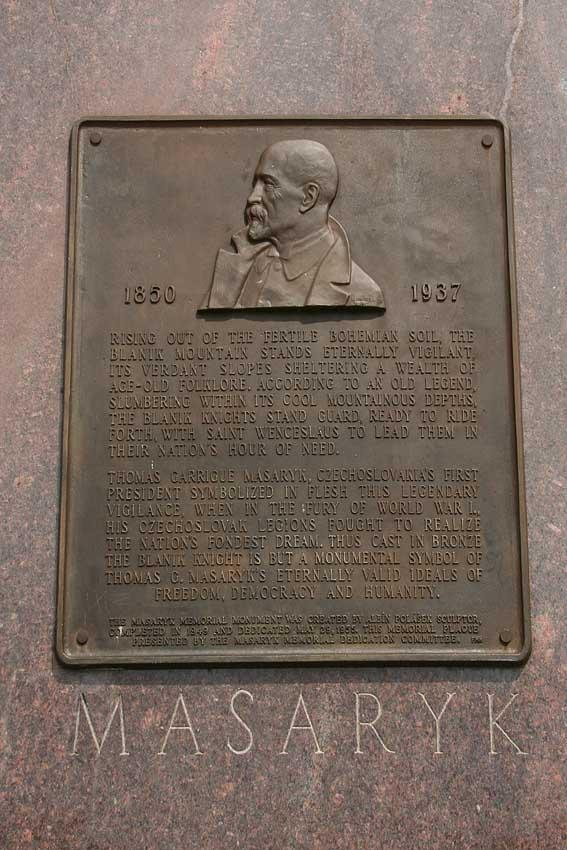 1850 1937
RISING OUT OF THE FERTILE BOHEMIAN SOIL, THE
BLANIK MOUNTAIN STANDS ETERNALLY VIGILANT,
ITS VERDANT SLOPES SHELTERING A WEALTH OF
AGE-OLD FOLKLORE. ACCORDING TO AN OLD LEGEND,
SLUMBERING WITHIN ITS COOL MOUNTAINOUS DEPTHS,
THE BLANIK KNIGHTS STAND GUARD, READY TO RIDE
FORTH, WITH SAINT WENCESLAUS TO LEAD THEM IN
THEIR NATION'S HOUR OF NEED.
THOMAS GARRIGUE MASARYK, CZECHOSLOVAKIA'S FIRST
PRESIDENT SYMBOLIZED IN FLESH THIS LEGENDARY
VIGILANCE, WHEN IN THE FURY OF WORLD WAR I.,
HIS CZECHOSLOVAK LEGIONS FOUGHT TO REALIZE
THE NATION'S FONDEST DREAM. THUS CAST IN BRONZE
THE BLANIK KNIGHT IS BUT A MONUMENTAL SYMBOL OF
THOMAS G. MASARYK'S ETERNALLY VALID IDEALS OF
FREEDOM, DEMOCRACY AND HUMANITY.
THE MASARYK MEMORIAL MONUMENT WAS CREATED BY ALBIN POLASEK SCULPTOR,
COMPLETED IN 1949 AND DEDICATED MAY 29, 1955. THIS MEMORIAL PLAQUE
PRESENTED BY THE MASARYK MEMORIAL DEDICATION COMMITTEE.
MASARYK